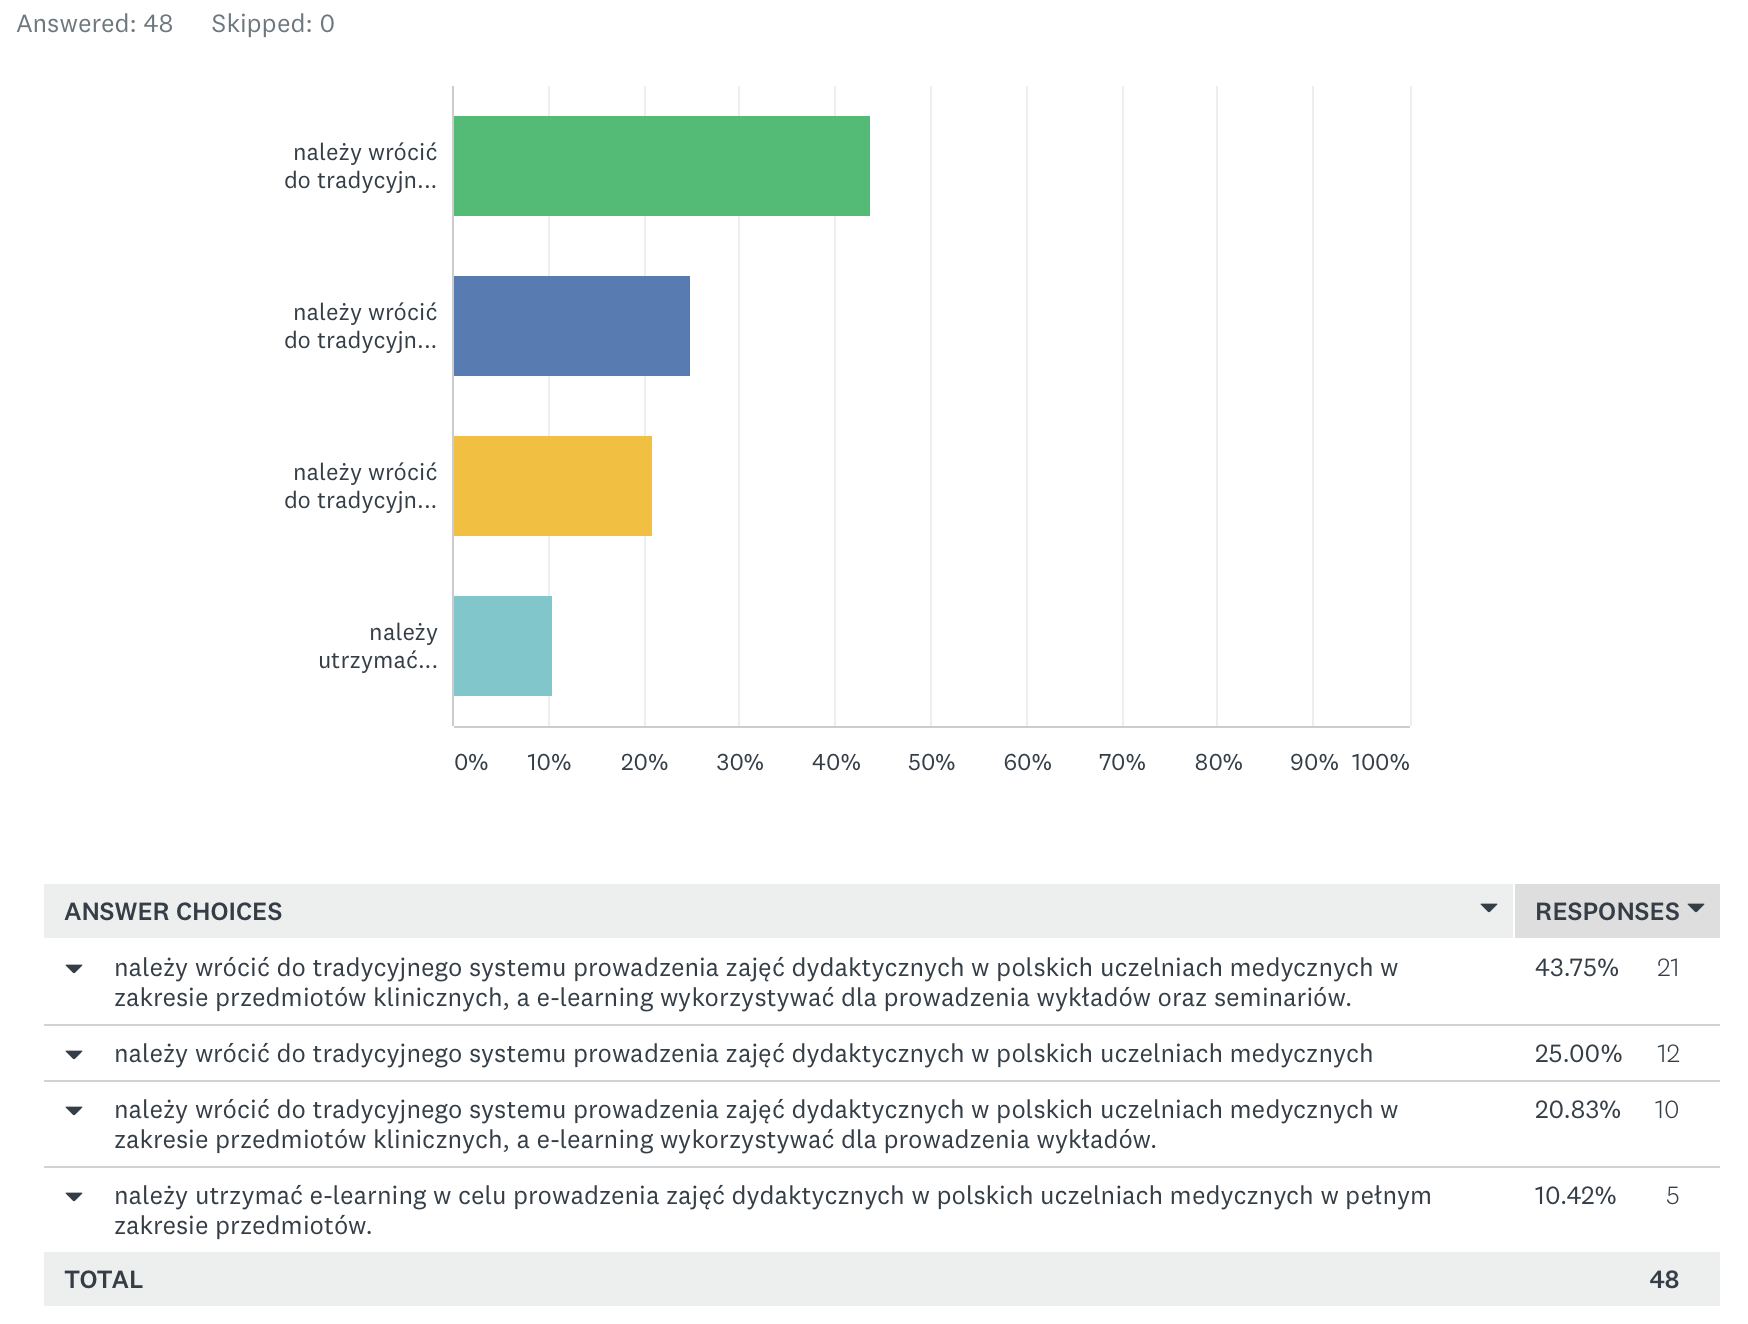 Answered: 48 Skipped: 0
należy wrócić
do tradycyjn...
należy wrócić
do tradycyjn...
należy wrócić
do tradycyjn...
należy
utrzymać...
0% 10% 20% 30% 40% 50% 60% 70% 80% 90% 100%
ANSWER CHOICES RESPONSES
należy wrócić do tradycyjnego systemu prowadzenia zajęć dydaktycznych w polskich uczelniach medycznych w 43.75% 21
zakresie przedmiotów klinicznych, a e-learning wykorzystywać dla prowadzenia wykładów oraz seminariów.
należy wrócić do tradycyjnego systemu prowadzenia zajęć dydaktycznych w polskich uczelniach medycznych 25.00% 12
należy wrócić do tradycyjnego systemu prowadzenia zajęć dydaktycznych w polskich uczelniach medycznych w 20.83% 10
zakresie przedmiotów klinicznych, a e-learning wykorzystywać dla prowadzenia wykładów.
należy utrzymać e-learning w celu prowadzenia zajęć dydaktycznych w polskich uczelniach medycznych w pełnym 10.42% 5
zakresie przedmiotów.
TOTAL 48